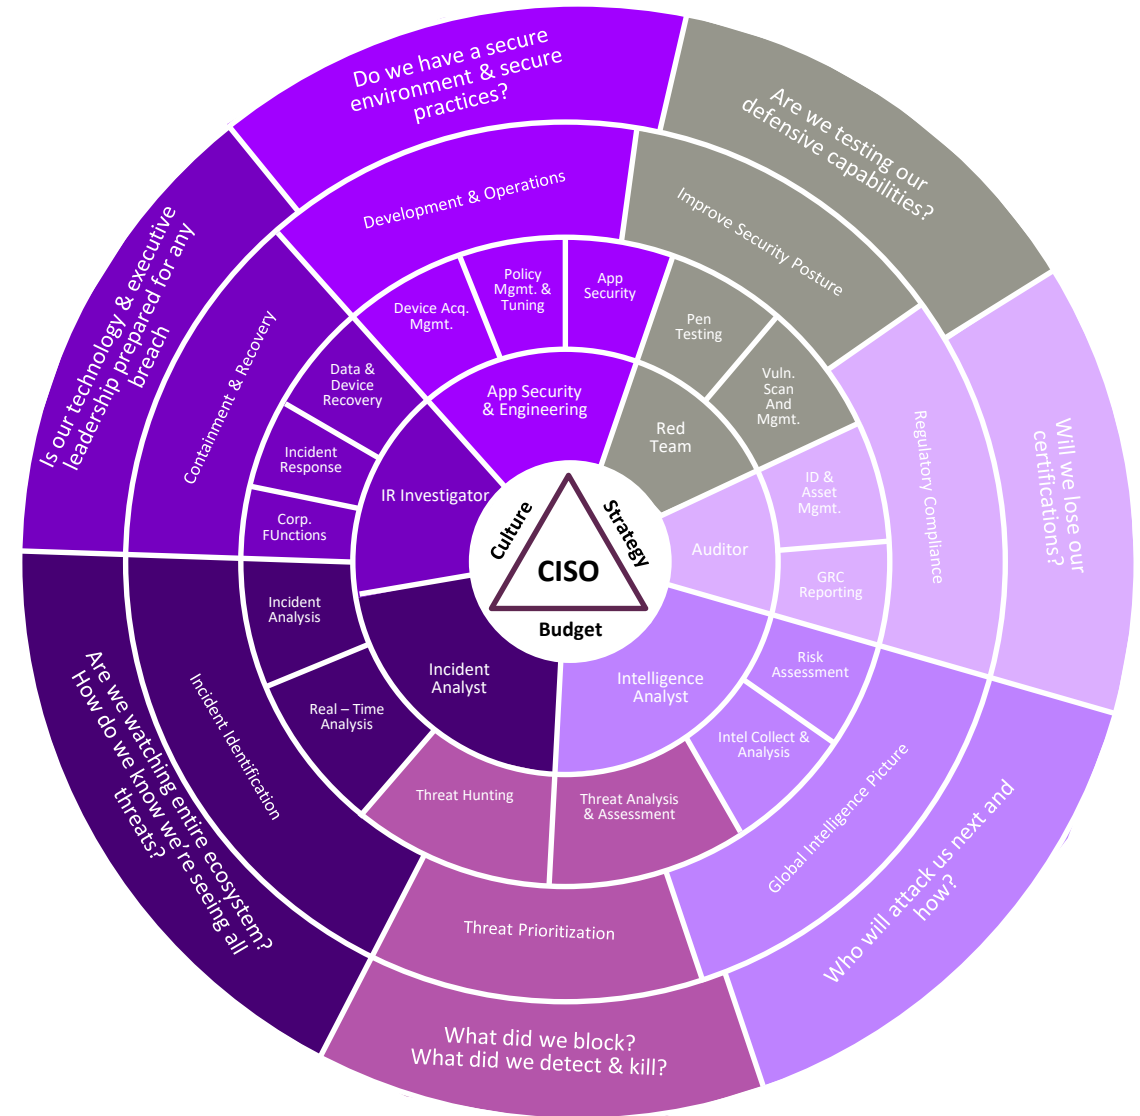 Do we have a secure
environment & secure
practices?
Are we testing our
defensive capabilities?
Will we lose our
certifications?
Who will attack us next and
how?
What did we block?
What did we detect & kill?
Are we watching entire ecosystem?
How do we know we're seeing all
threats?
Is our technology & executive
leadership prepared for any
breach
Development & Operations
Improve Security Posture
Regulatory Compliance
Global Intelligence Picture
Threat Prioritization
Incident Identification
Containment & Recovery
Device Acq.
Mgmt.
Policy
Mgmt. &
Tuning
App
Security
Pen
Testing
Vuln.
Scan
And
Mgmt.
ID &
Asset
Mgmt.
GRC
Reporting
Risk
Assessment
Intel Collect &
Analysis
Threat Analysis
& Assessment
Threat Hunting
Real – Time
Analysis
Incident
Analysis
Corp.
FUnctions
Incident
Response
Data &
Device
Recovery
App Security
& Engineering
Red
Team
Auditor
Intelligence
Analyst
Incident
Analyst
IR Investigator
Culture
Strategy
CISO
Budget